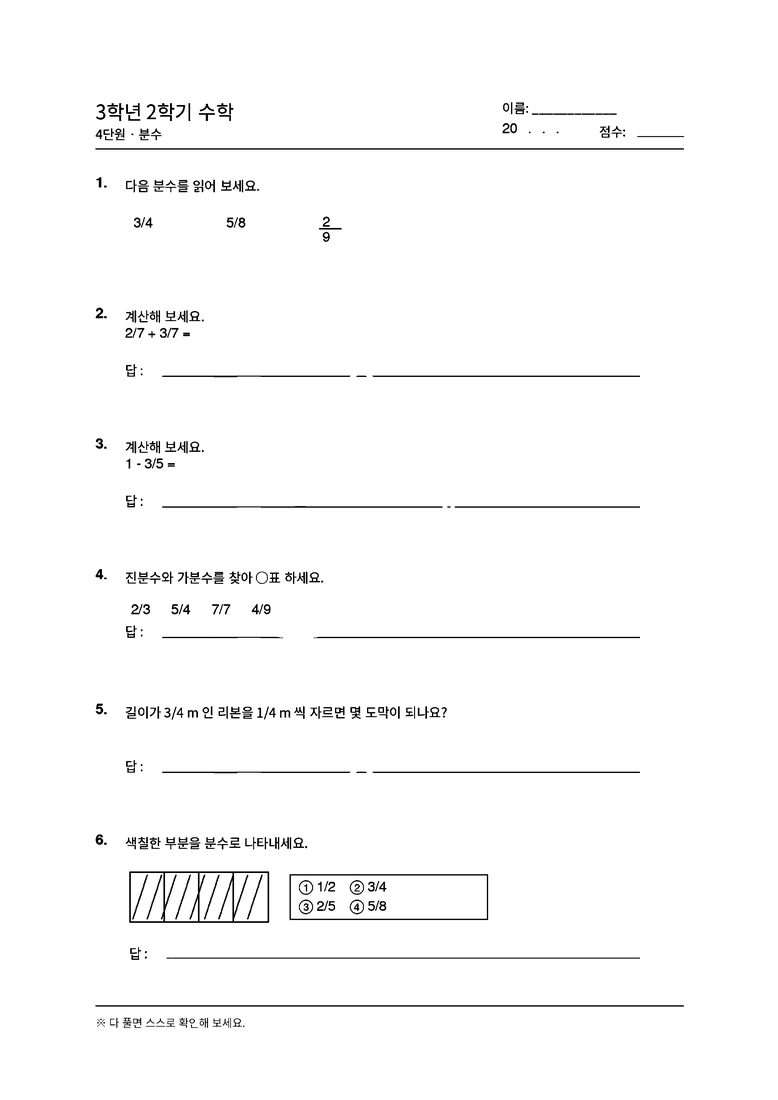 3학년 2학기 수학
이름: ____________
4단원 · 분수
20 . . . 점수: ______
1. 다음 분수를 읽어 보세요.
3/4 5/8 2/9
2. 계산해 보세요.
2/7 + 3/7 =
답 :
3. 계산해 보세요.
1 - 3/5 =
답 :
4. 진분수와 가분수를 찾아 ○표 하세요.
2/3 5/4 7/7 4/9
답 :
5. 길이가 3/4 m 인 리본을 1/4 m 씩 자르면 몇 도막이 되나요?
답 :
6. 색칠한 부분을 분수로 나타내세요.
① 1/2 ② 3/4
③ 2/5 ④ 5/8
답 :
※ 다 풀면 스스로 확인해 보세요.